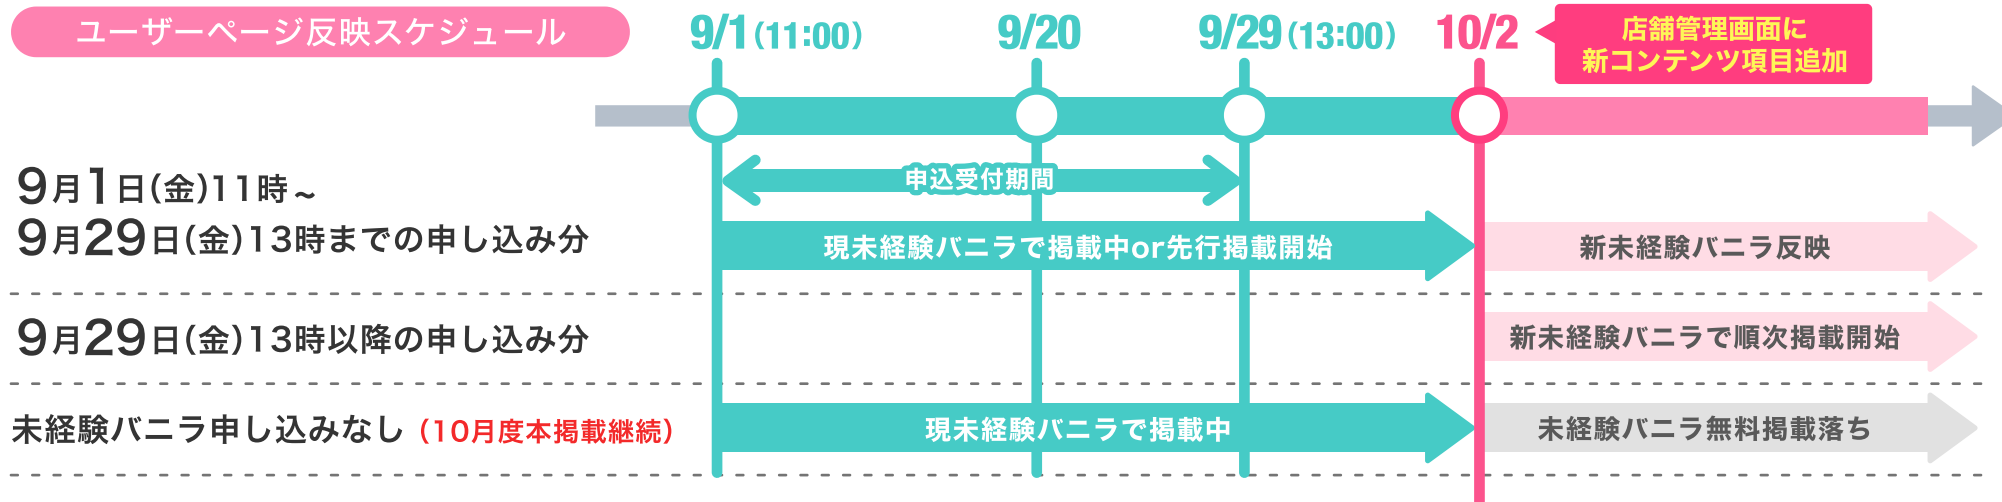 ユーザーページ反映スケジュール
9/1(11:00)
9/20
9/29(13:00)
10/2
店舗管理画面に
新コンテンツ項目追加
申込受付期間
9月1日(金)11時~
9月29日(金)13時までの申し込み分
現未経験バニラで掲載中or先行掲載開始
新未経験バニラ反映
9月29日(金)13時以降の申し込み分
新未経験バニラで順次掲載開始
未経験バニラ申し込みなし(10月度本掲載継続)
現未経験バニラで掲載中
未経験バニラ無料掲載落ち